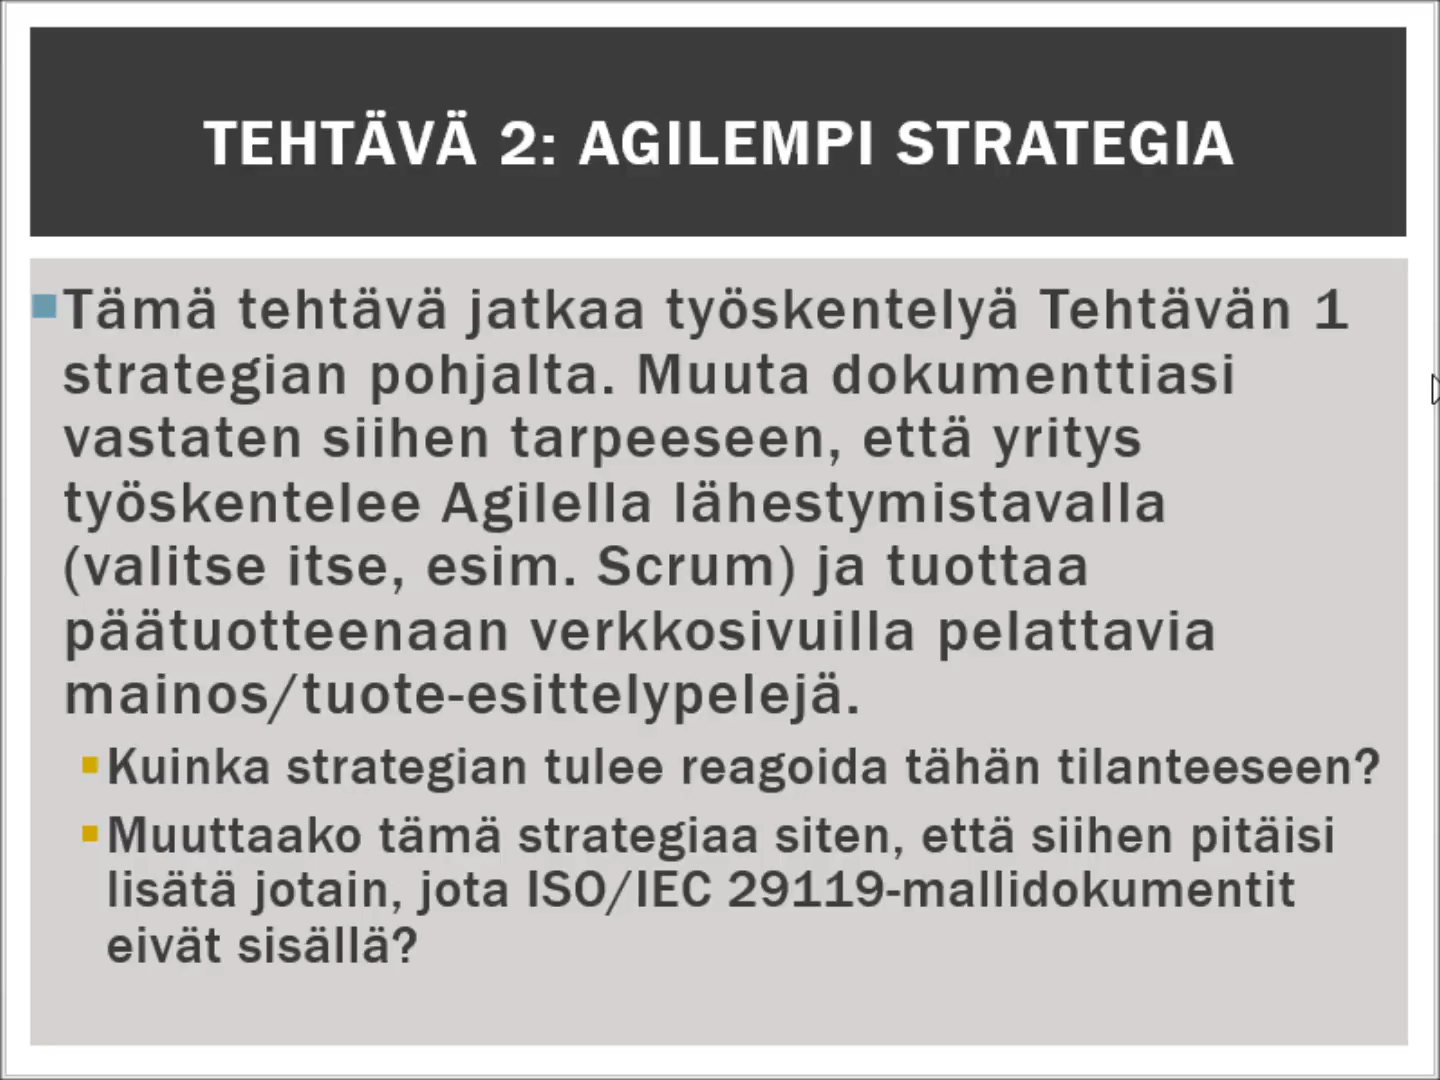 TEHTÄVÄ 2: AGILEMPI STRATEGIA
Tämä tehtävä jatkaa työskentelyä Tehtävän 1
strategian pohjalta. Muuta dokumenttiasi
vastaten siihen tarpeeseen, että yritys
työskentelee Agilella lähestymistavalla
(valitse itse, esim. Scrum) ja tuottaa
päätuotteenaan verkkosivuilla pelattavia
mainos/tuote-esittelypelejä.
Kuinka strategian tulee reagoida tähän tilanteeseen?
Muuttaako tämä strategiaa siten, että siihen pitäisi
lisätä jotain, jota ISO/IEC 29119-mallidokumentit
eivät sisällä?